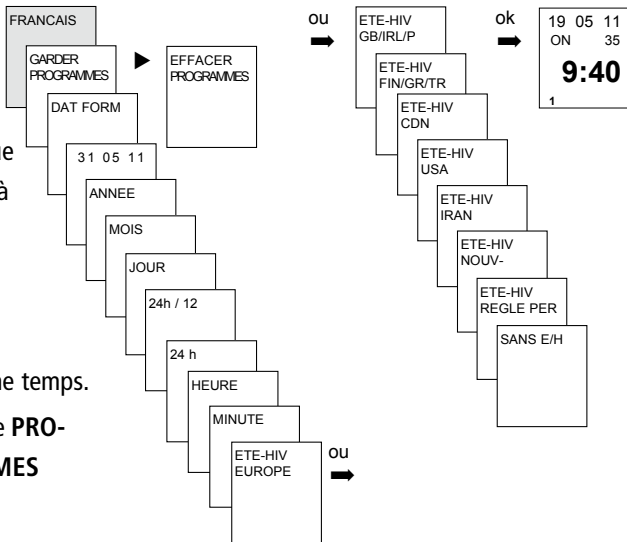 FRANCAIS
GARDER
PROGRAMMES
EFFACER
PROGRAMMES
DAT FORM
31 05 11
ANNEE
MOIS
JOUR
24h / 12
24 h
HEURE
MINUTE
ETE-HIV
EUROPE
ou
ou
ETE-HIV
GB/IRL/P
ETE-HIV
FIN/GR/TR
ETE-HIV
CDN
ETE-HIV
USA
ETE-HIV
IRAN
ETE-HIV
NOUV-
ETE-HIV
REGLE PER
SANS E/H
ok
19 05 11
ON 35
9:40
1
à
temps.
PRO-
MES